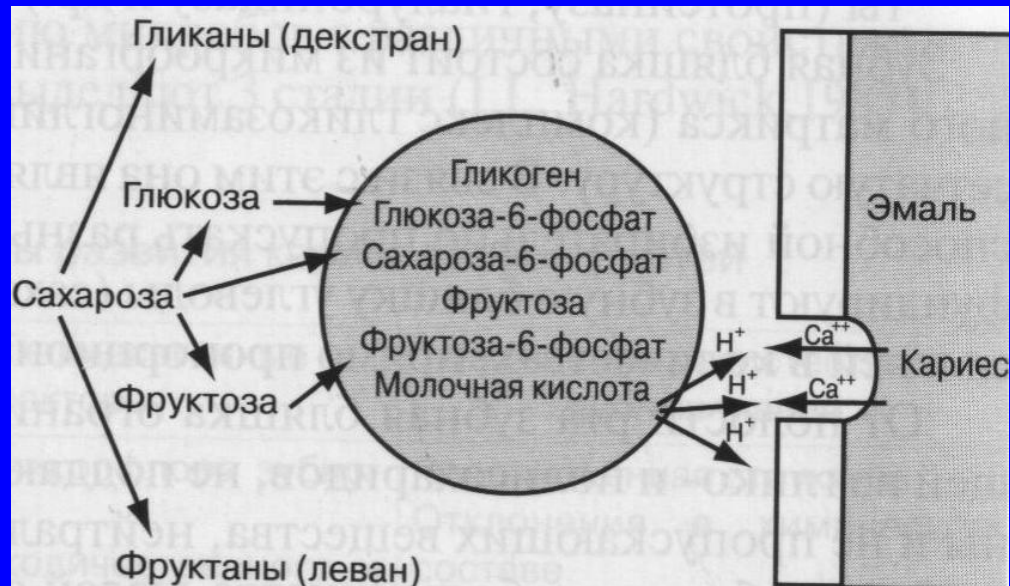 Гликаны (декстран)
Глюкоза
Сахароза
Фруктоза
Фруктаны (леван)
Гликоген
Глюкоза-6-фосфат
Сахароза-6-фосфат
Фруктоза
Фруктоза-6-фосфат
Молочная кислота
H⁺
H⁺
H⁺
Ca⁺⁺
Ca⁺⁺
Эмаль
Кариес